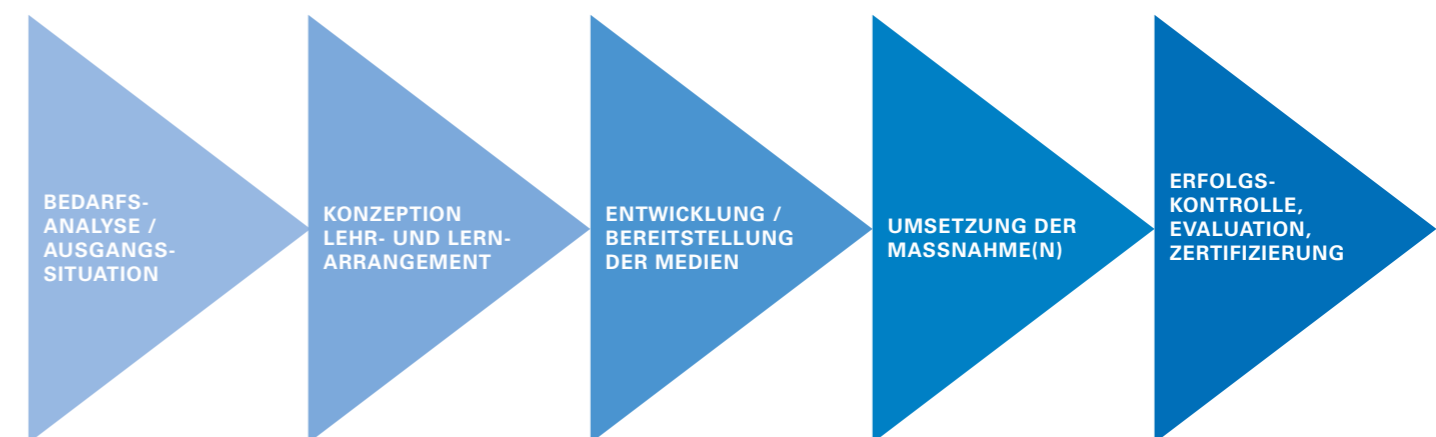 BEDARFS-
ANALYSE /
AUSGANGS-
SITUATION
KONZEPTION
LEHR- UND LERN-
ARRANGEMENT
ENTWICKLUNG /
BEREITSTELLUNG
DER MEDIEN
UMSETZUNG DER
MASSNAHME(N)
ERFOLGS-
KONTROLLE,
EVALUATION,
ZERTIFIZIERUNG